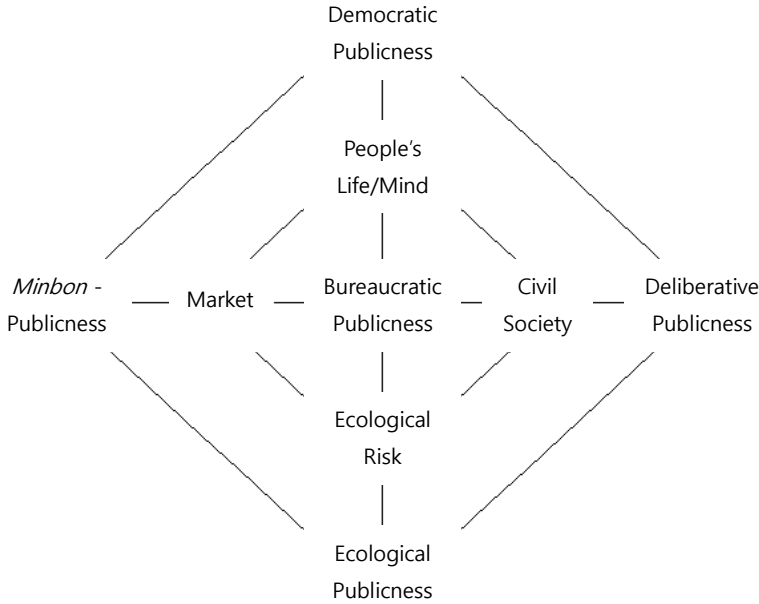 Democratic
Publicness
People's
Life/Mind
Minbon -
Publicness
Market
Bureaucratic
Publicness
Civil
Society
Deliberative
Publicness
Ecological
Risk
Ecological
Publicness